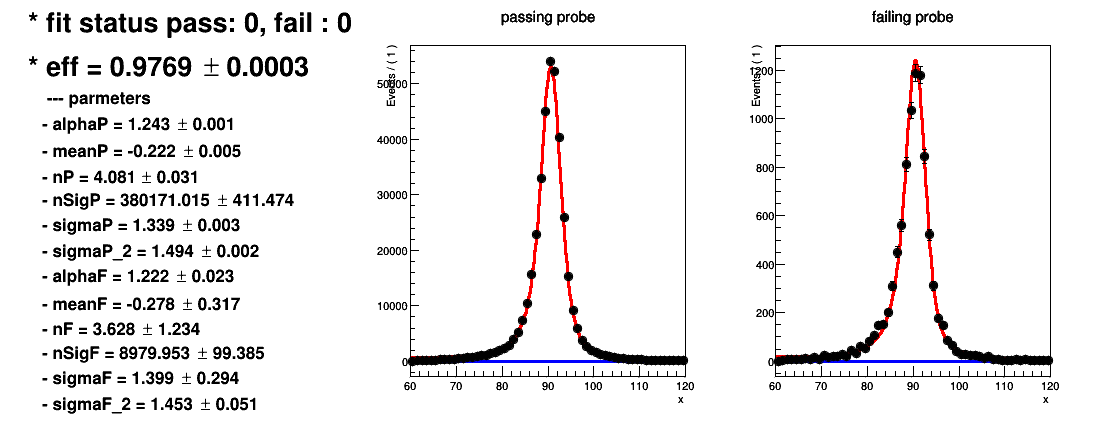 * fit status pass: 0, fail : 0
* eff = 0.9769 ± 0.0003
--- parmeters
- alphaP = 1.243 ± 0.001
- meanP = -0.222 ± 0.005
- nP = 4.081 ± 0.031
- nSigP = 380171.015 ± 411.474
- sigmaP = 1.339 ± 0.003
- sigmaP_2 = 1.494 ± 0.002
- alphaF = 1.222 ± 0.023
- meanF = -0.278 ± 0.317
- nF = 3.628 ± 1.234
- nSigF = 8979.953 ± 99.385
- sigmaF = 1.399 ± 0.294
- sigmaF_2 = 1.453 ± 0.051
passing probe
Events / ( 1 )
50000
40000
30000
20000
10000
0
60 70 80 90 100 110 120
x
failing probe
Events / ( 1 )
1200
1000
800
600
400
200
0
60 70 80 90 100 110 120
x